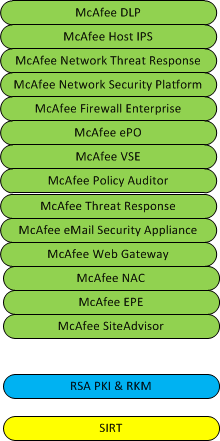 McAfee DLP
McAfee Host IPS
McAfee Network Threat Response
McAfee Network Security Platform
McAfee Firewall Enterprise
McAfee ePO
McAfee VSE
McAfee Policy Auditor
McAfee Threat Response
McAfee eMail Security Appliance
McAfee Web Gateway
McAfee NAC
McAfee EPE
McAfee SiteAdvisor
RSA PKI & RKM
SIRT